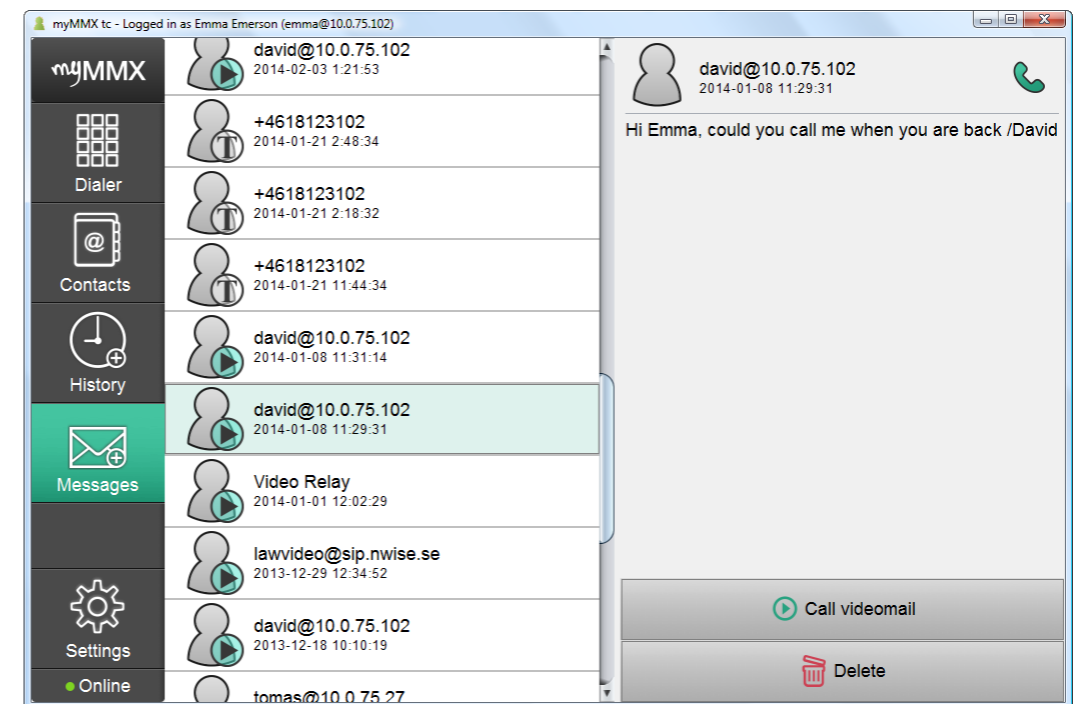 myMMX tc - Logged in as Emma Emerson (emma@10.0.75.102)
myMMX
Dialer
Contacts
@
History
Messages
Settings
Online
david@10.0.75.102
2014-02-03 1:21:53
+4618123102
2014-01-21 2:48:34
T
+4618123102
2014-01-21 2:18:32
T
+4618123102
2014-01-21 11:44:34
T
david@10.0.75.102
2014-01-08 11:31:14
david@10.0.75.102
2014-01-08 11:29:31
Video Relay
2014-01-01 12:02:29
lawvideo@sip.nwise.se
2013-12-29 12:34:52
david@10.0.75.102
2013-12-18 10:10:19
tomas@10.0.75.27
david@10.0.75.102
2014-01-08 11:29:31
Hi Emma, could you call me when you are back /David
Call videomail
Delete